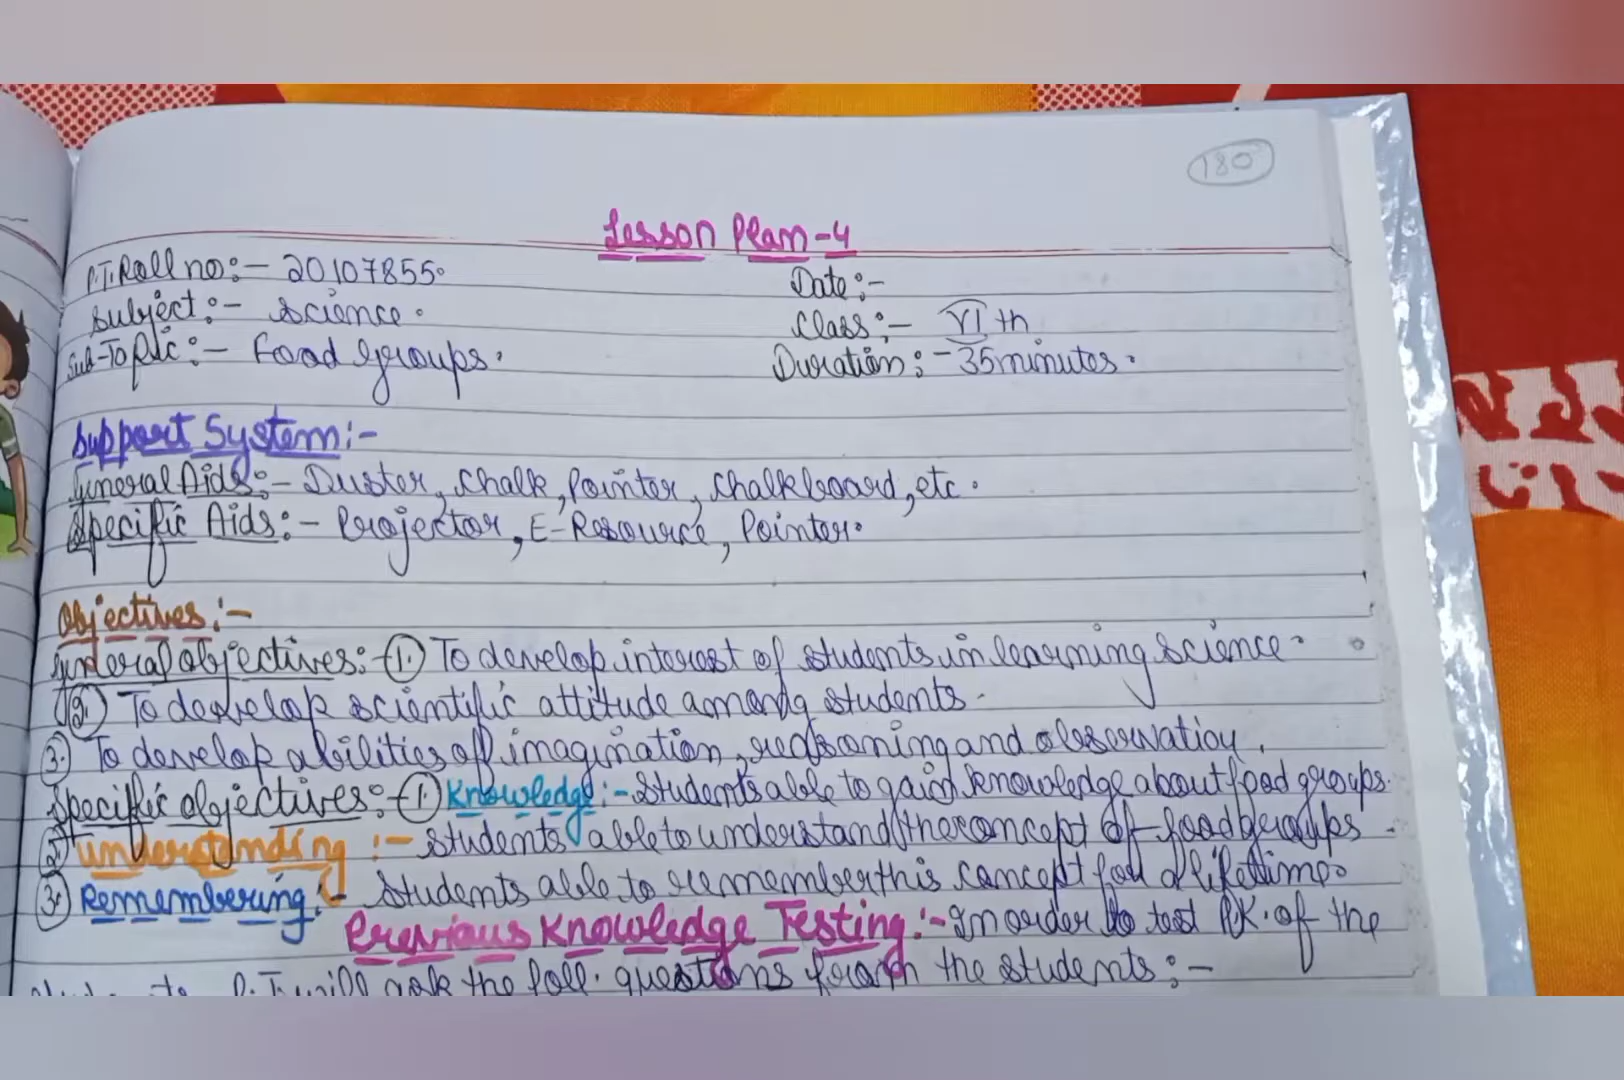 180
Lesson Plan-4
P.T. Roll no:- 20107855.
Date:-
Subject:- Science.
Class:- VIth
Sub-Topic:- Food groups.
Duration:- 35 minutes.
Support System:-
General Aids:- Duster, chalk, Pointer, chalkboard, etc.
Specific Aids:- Projector, E-Resource, Pointer.
Objectives:-
General objectives:- (1.) To develop interest of students in learning science.
(2.) To develop scientific attitude among students.
(3.) To develop abilities of imagination, reasoning and observation.
Specific objectives:- (1) Knowledge:- Students able to gain knowledge about food groups.
(2.) Understanding:- Students able to understand the concept of food groups.
(3.) Remembering:- Students able to remember this concept for a lifetime.
Previous Knowledge Testing:- In order to test P.K. of the
students P.T. will ask the foll. questions from the students:-